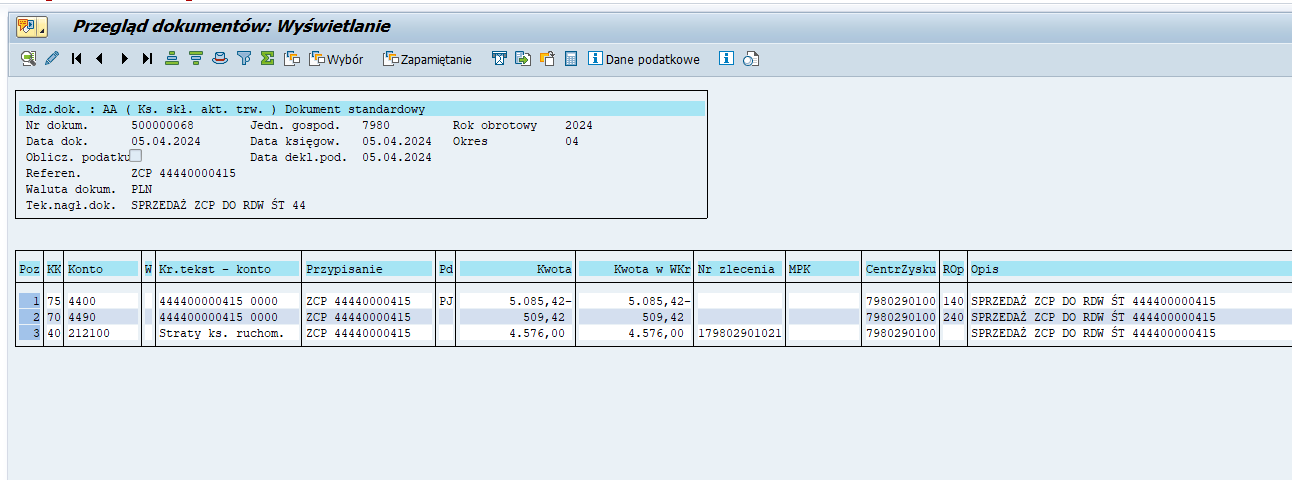 Przegląd dokumentów: Wyświetlanie
Wybór Zapamiętanie Dane podatkowe
Rdz.dok. : AA ( Ks. skł. akt. trw. ) Dokument standardowy
Nr dokum. 500000068 Jedn. gospod. 7980 Rok obrotowy 2024
Data dok. 05.04.2024 Data księgow. 05.04.2024 Okres 04
Oblicz. podatku Data dekl.pod. 05.04.2024
Referen. ZCP 44440000415
Waluta dokum. PLN
Tek.nagł.dok. SPRZEDAŻ ZCP DO RDW ŚT 44
Poz KK Konto W Kr.tekst - konto Przypisanie Pd Kwota Kwota w WKr Nr zlecenia MPK CentrZysku ROp Opis
1 75 4400 444400000415 0000 ZCP 44440000415 PJ 5.085,42- 5.085,42- 7980290100 140 SPRZEDAŻ ZCP DO RDW ŚT 444400000415
2 70 4490 444400000415 0000 ZCP 44440000415 509,42 509,42 7980290100 240 SPRZEDAŻ ZCP DO RDW ŚT 444400000415
3 40 212100 Straty ks. ruchom. ZCP 44440000415 4.576,00 4.576,00 179802901021 7980290100 SPRZEDAŻ ZCP DO RDW ŚT 444400000415